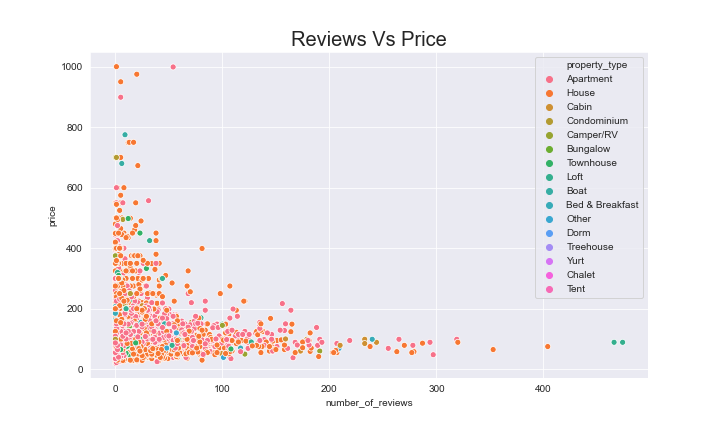 Reviews Vs Price
price
1000
800
600
400
200
0
0
100
200
300
400
number_of_reviews
property_type
Apartment
House
Cabin
Condominium
Camper/RV
Bungalow
Townhouse
Loft
Boat
Bed & Breakfast
Other
Dorm
Treehouse
Yurt
Chalet
Tent